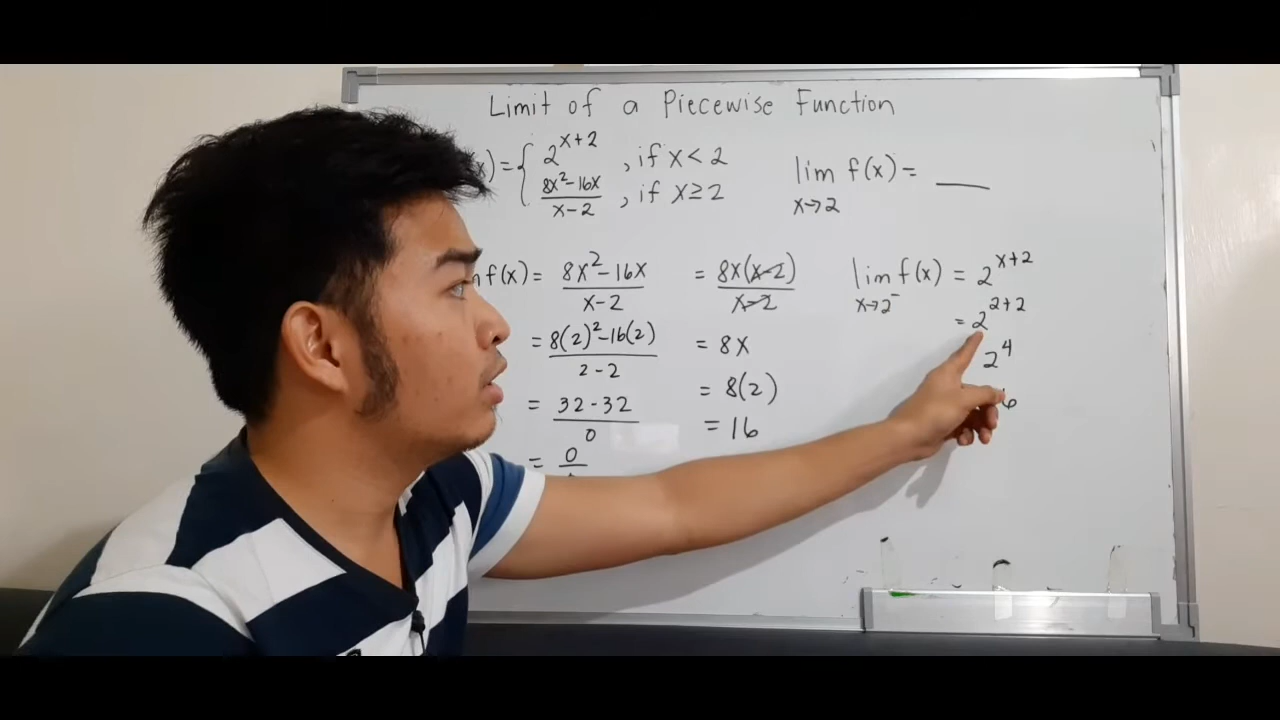 Limit of a Piecewise Function
x) = { 2^{x+2} , if x < 2
(8x²-16x)/(x-2) , if x ≥ 2
lim f(x) = ___
x→2
f(x) = (8x²-16x)/(x-2)
= (8(2)²-16(2))/(2-2)
= (32-32)/0
= 0
= (8x(x-2))/(x-2)
= 8x
= 8(2)
= 16
lim f(x) = 2^{x+2}
x→2⁻
= 2^{2+2}
2⁴
6